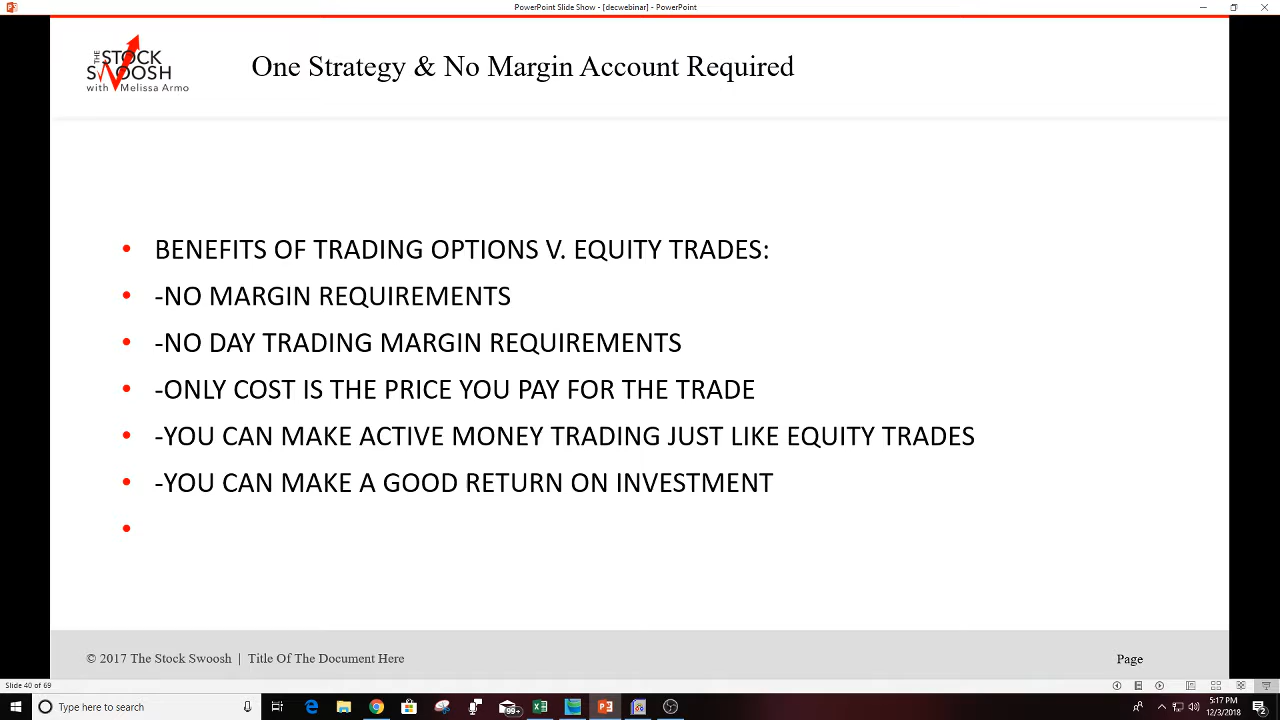 PowerPoint Slide Show - [decwebinar] - PowerPoint
THE STOCK
SWOOSH
with Melissa Armo
One Strategy & No Margin Account Required
BENEFITS OF TRADING OPTIONS V. EQUITY TRADES:
-NO MARGIN REQUIREMENTS
-NO DAY TRADING MARGIN REQUIREMENTS
-ONLY COST IS THE PRICE YOU PAY FOR THE TRADE
-YOU CAN MAKE ACTIVE MONEY TRADING JUST LIKE EQUITY TRADES
-YOU CAN MAKE A GOOD RETURN ON INVESTMENT
© 2017 The Stock Swoosh | Title Of The Document Here
Page
Slide 40 of 69
Type here to search
99+
5:17 PM
12/3/2018
2